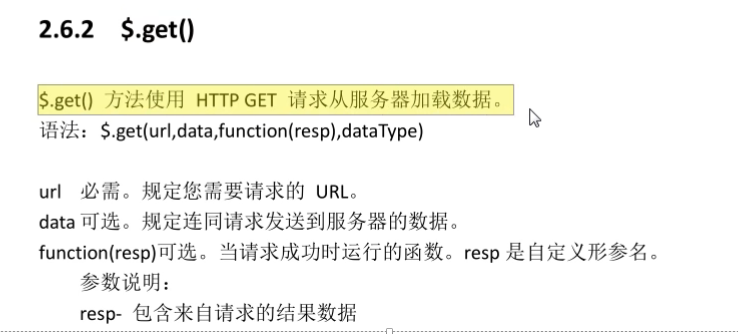 2.6.2 $.get()
$.get() 方法使用 HTTP GET 请求从服务器加载数据。
语法：$.get(url,data,function(resp),dataType)
url 必需。规定您需要请求的 URL。
data 可选。规定连同请求发送到服务器的数据。
function(resp)可选。当请求成功时运行的函数。resp 是自定义形参名。
参数说明：
resp- 包含来自请求的结果数据